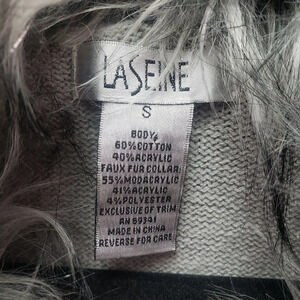 LASEINE
S
BODY:
60%COTTON
40%ACRYLIC
FAUX FUR COLLAR:
55%MODACRYLIC
41%ACRYLIC
4%POLYESTER
EXCLUSIVE OF TRIM
RN 99341
MADE IN CHINA
REVERSE FOR CARE